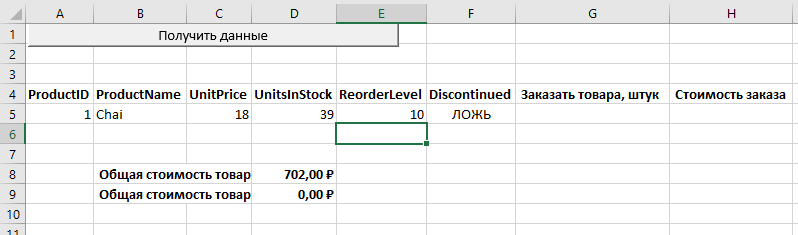 A B C D E F G H
1 Получить данные
2
3
4 ProductID ProductName UnitPrice UnitsInStock ReorderLevel Discontinued Заказать товара, штук Стоимость заказа
5 1 Chai 18 39 10 ЛОЖЬ
6
7
8 Общая стоимость товар 702,00 ₽
9 Общая стоимость товар 0,00 ₽
10
11